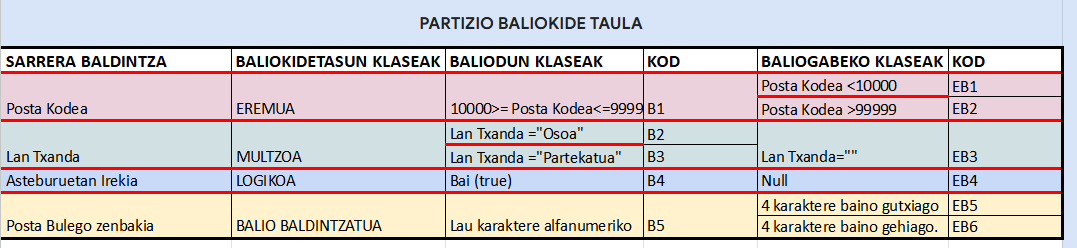 PARTIZIO BALIOKIDE TAULA
SARRERA BALDINTZA BALIOKIDETASUN KLASEAK BALIODUN KLASEAK KOD BALIOGABEKO KLASEAK KOD
Posta Kodea <10000 EB1
Posta Kodea EREMUA 10000>= Posta Kodea<=9999 B1 Posta Kodea >99999 EB2
Lan Txanda ="Osoa" B2
Lan Txanda MULTZOA Lan Txanda ="Partekatua" B3 Lan Txanda="" EB3
Asteburuetan Irekia LOGIKOA Bai (true) B4 Null EB4
4 karaktere baino gutxiago EB5
Posta Bulego zenbakia BALIO BALDINTZATUA Lau karaktere alfanumeriko B5 4 karaktere baino gehiago. EB6